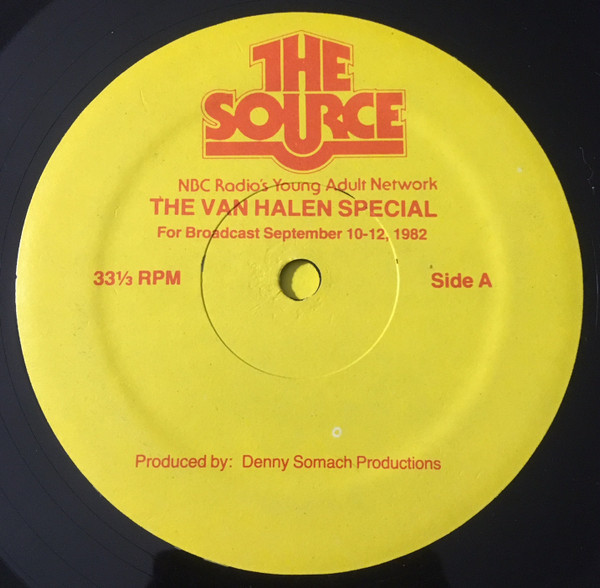 THE
SOURCE
NBC Radio's Young Adult Network
THE VAN HALEN SPECIAL
For Broadcast September 10-12, 1982
33⅓ RPM
Side A
Produced by: Denny Somach Productions